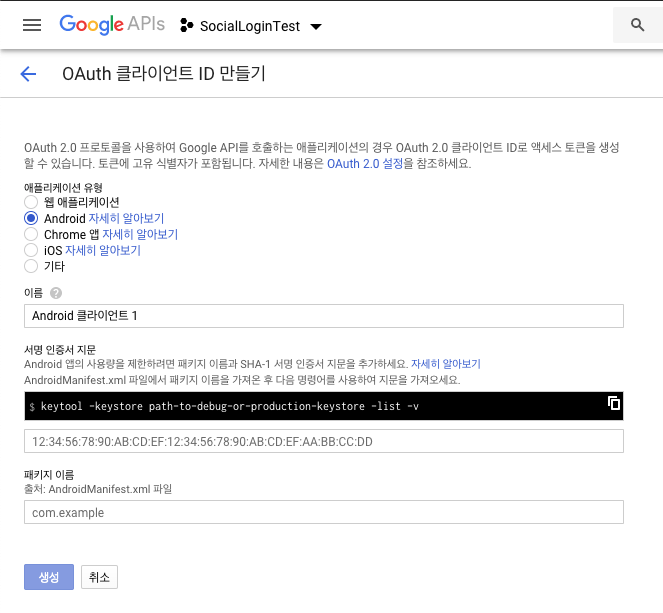 Google APIs SocialLoginTest
OAuth 클라이언트 ID 만들기
OAuth 2.0 프로토콜을 사용하여 Google API를 호출하는 애플리케이션의 경우 OAuth 2.0 클라이언트 ID로 액세스 토큰을 생성
할 수 있습니다. 토큰에 고유 식별자가 포함됩니다. 자세한 내용은 OAuth 2.0 설정을 참조하세요.
애플리케이션 유형
웹 애플리케이션
Android 자세히 알아보기
Chrome 앱 자세히 알아보기
iOS 자세히 알아보기
기타
이름 ?
Android 클라이언트 1
서명 인증서 지문
Android 앱의 사용량을 제한하려면 패키지 이름과 SHA-1 서명 인증서 지문을 추가하세요. 자세히 알아보기
AndroidManifest.xml 파일에서 패키지 이름을 가져온 후 다음 명령어를 사용하여 지문을 가져오세요.
$ keytool -keystore path-to-debug-or-production-keystore -list -v
12:34:56:78:90:AB:CD:EF:12:34:56:78:90:AB:CD:EF:AA:BB:CC:DD
패키지 이름
출처: AndroidManifest.xml 파일
com.example
생성 취소